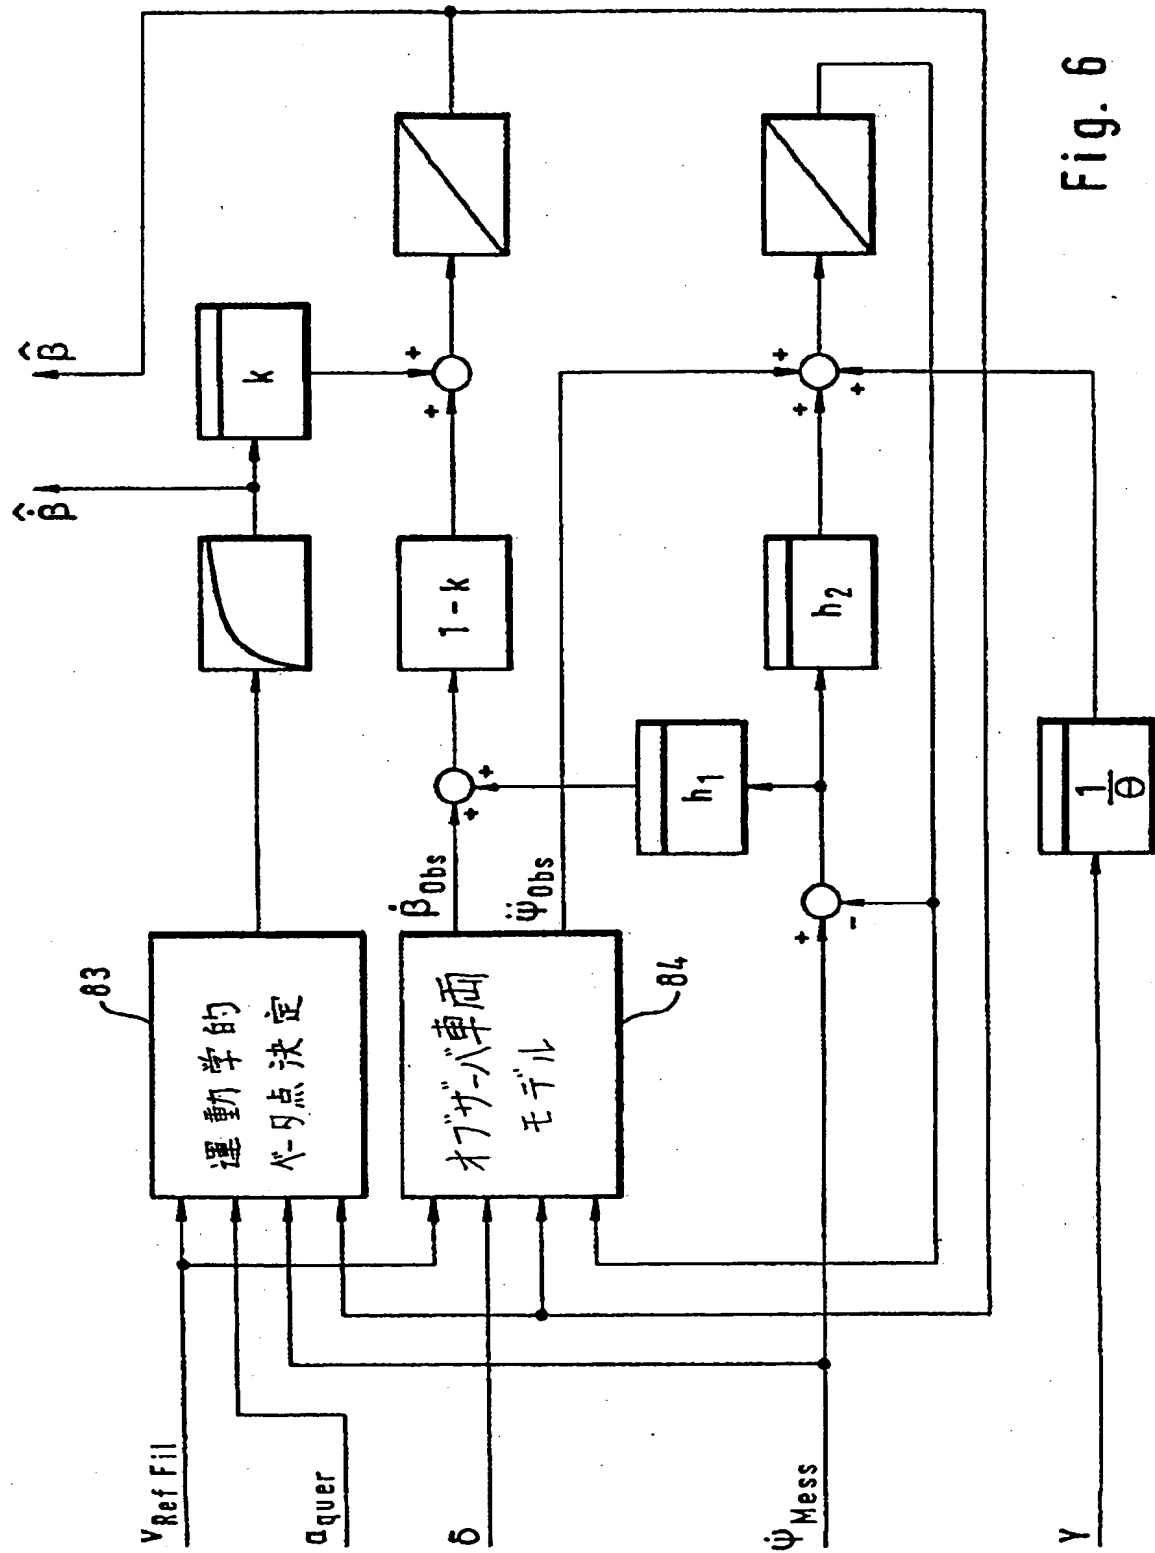 β̂
β̂̇
k
1-k
h₂
h₁
1/Θ
β̇Obs
ψ̈Obs
83
運動学的
ベータ点決定
84
オブザーバ車両
モデル
vRef Fil
aquer
δ
ψ̇Mess
Y
Fig. 6